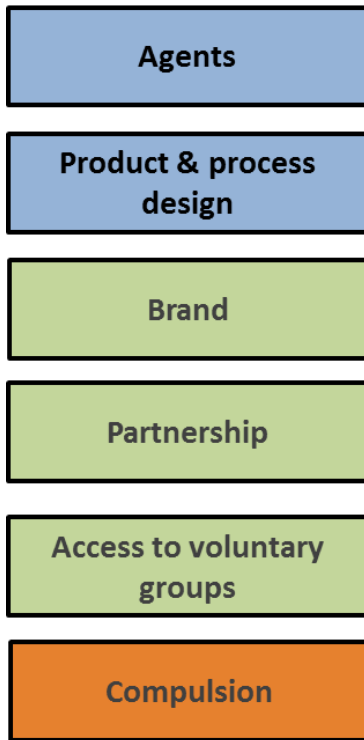 Agents
Product & process
design
Brand
Partnership
Access to voluntary
groups
Compulsion